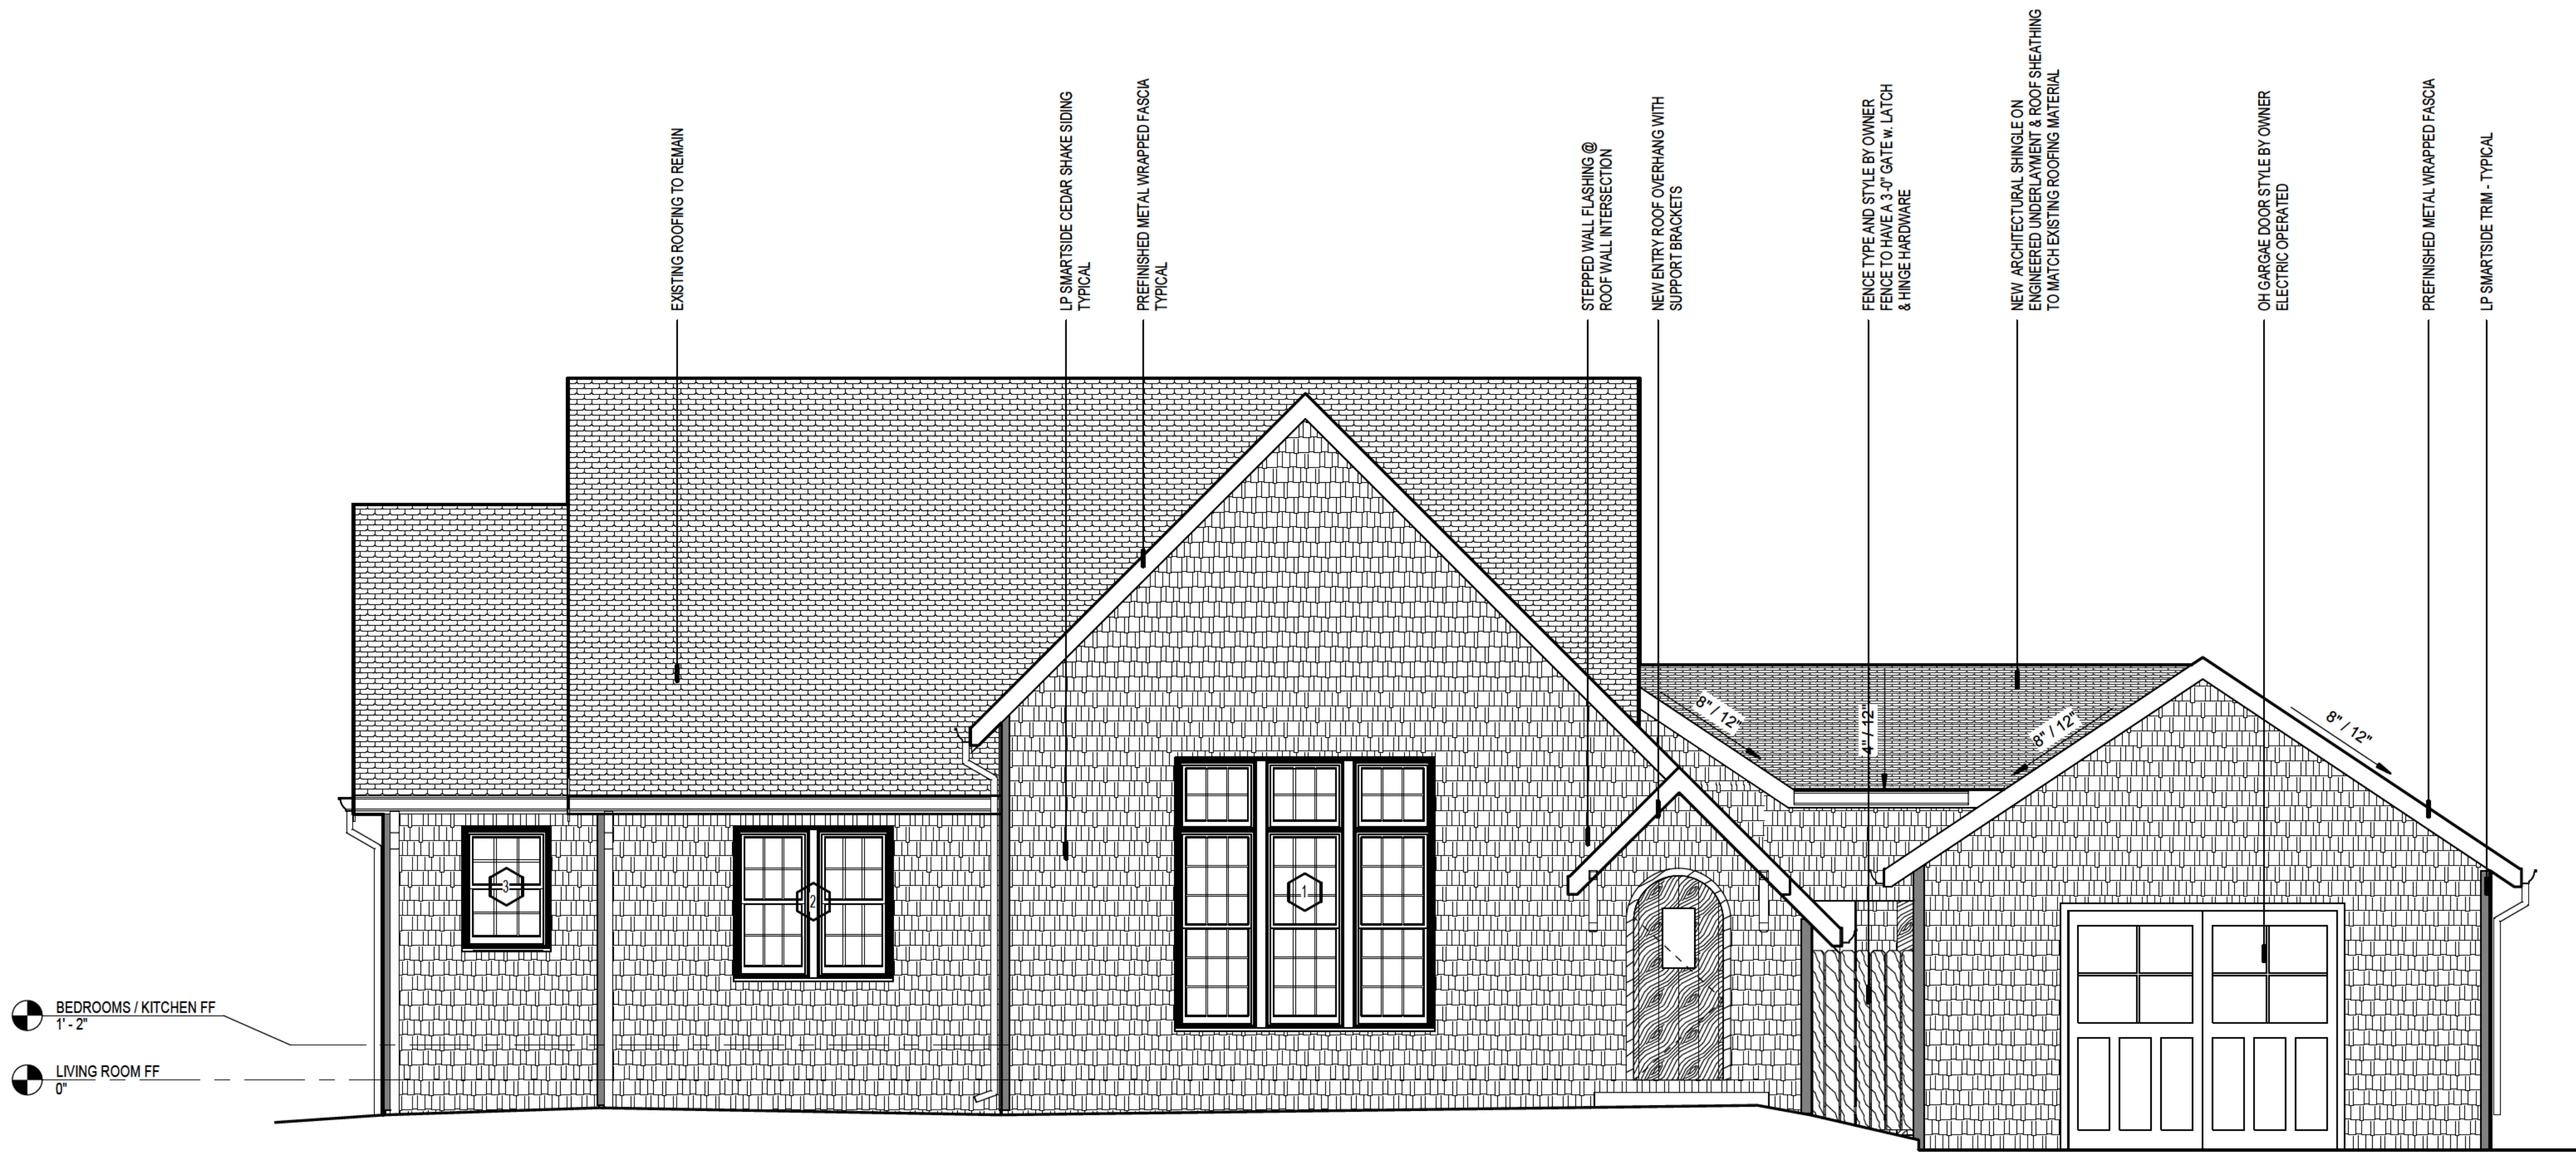 EXISTING ROOFING TO REMAIN
LP SMARTSIDE CEDAR SHAKE SIDING
TYPICAL
PREFINISHED METAL WRAPPED FASCIA
TYPICAL
STEPPED WALL FLASHING @
ROOF WALL INTERSECTION
NEW ENTRY ROOF OVERHANG WITH
SUPPORT BRACKETS
FENCE TYPE AND STYLE BY OWNER
FENCE TO HAVE A 3'-0" GATE w. LATCH
& HINGE HARDWARE
NEW ARCHITECTURAL SHINGLE ON
ENGINEERED UNDERLAYMENT & ROOF SHEATHING
TO MATCH EXISTING ROOFING MATERIAL
OH GARGAE DOOR STYLE BY OWNER
ELECTRIC OPERATED
PREFINISHED METAL WRAPPED FASCIA
LP SMARTSIDE TRIM - TYPICAL
8" / 12"
4" / 12"
8" / 12"
8" / 12"
3
2
1
BEDROOMS / KITCHEN FF
1' - 2"
LIVING ROOM FF
0"